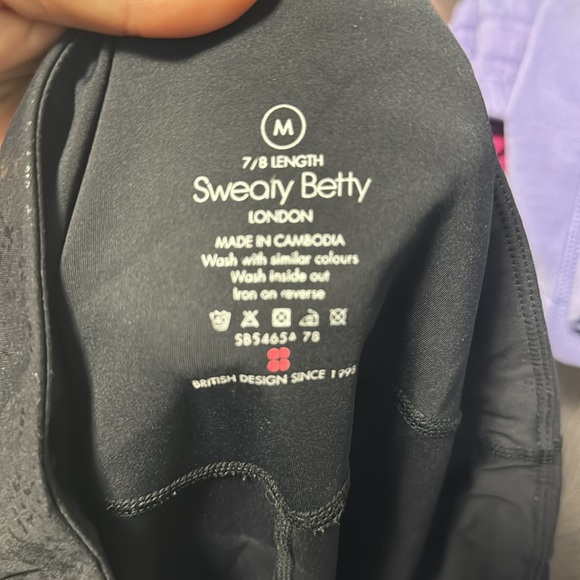 M
7/8 LENGTH
Sweaty Betty
LONDON
MADE IN CAMBODIA
Wash with similar colours
Wash inside out
Iron on reverse
SB5465A 78
BRITISH DESIGN SINCE 1995